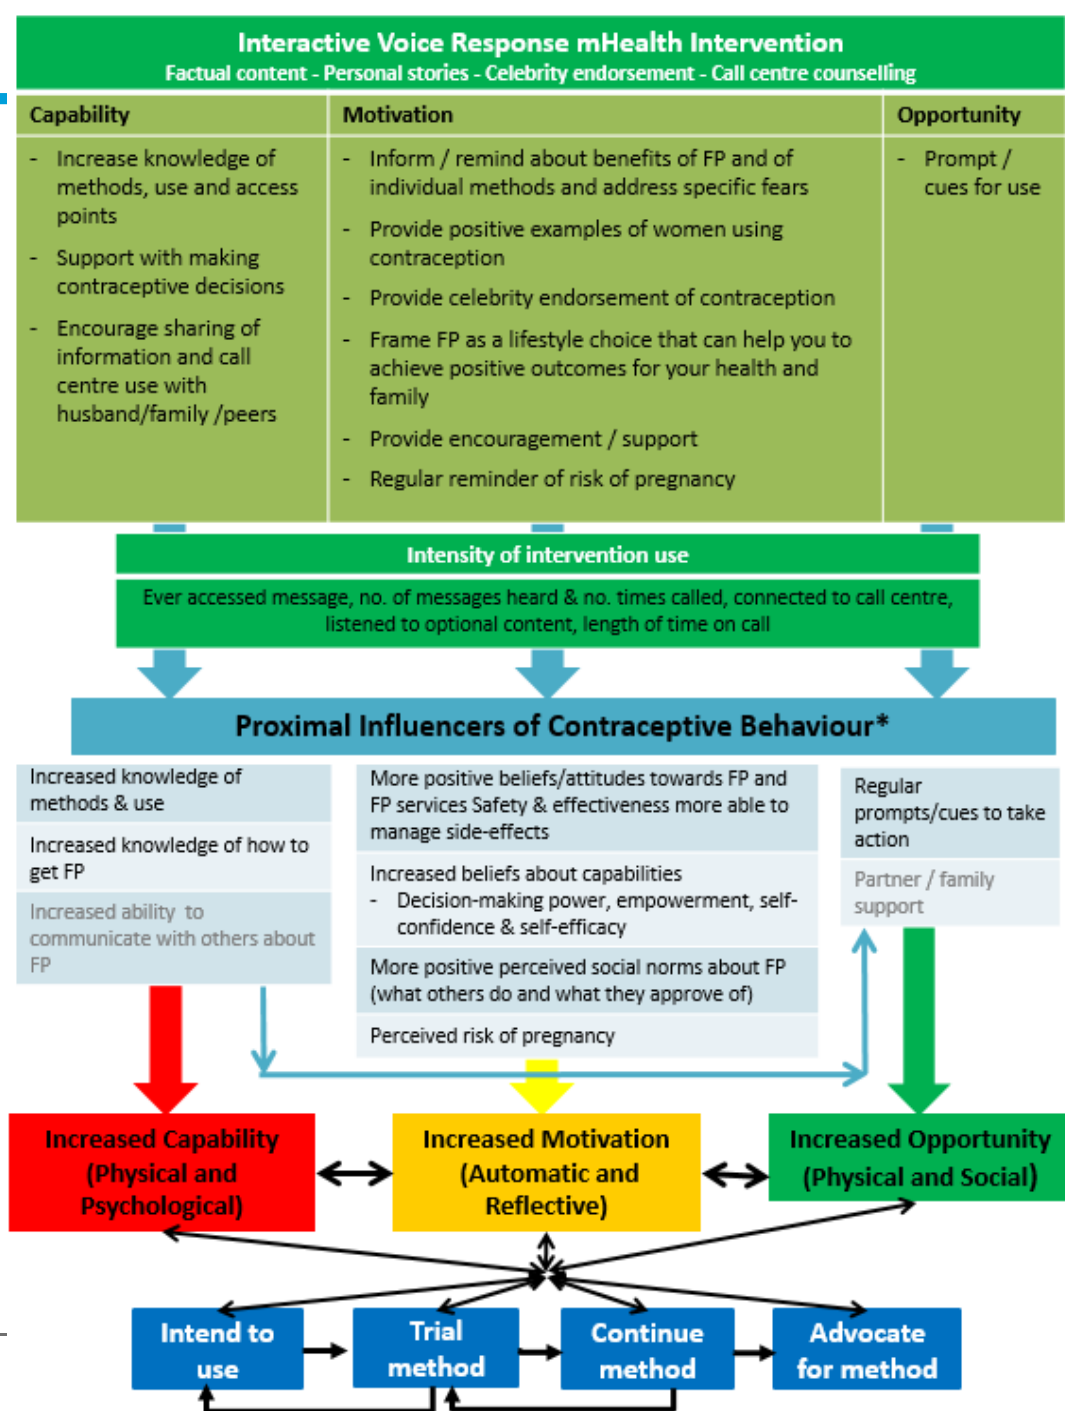 Interactive Voice Response mHealth Intervention
Factual content - Personal stories - Celebrity endorsement - Call centre counselling
Capability
- Increase knowledge of
methods, use and access
points
- Support with making
contraceptive decisions
- Encourage sharing of
information and call
centre use with
husband/family /peers
Motivation
- Inform / remind about benefits of FP and of
individual methods and address specific fears
- Provide positive examples of women using
contraception
- Provide celebrity endorsement of contraception
- Frame FP as a lifestyle choice that can help you to
achieve positive outcomes for your health and
family
- Provide encouragement / support
- Regular reminder of risk of pregnancy
Opportunity
- Prompt /
cues for use
Intensity of intervention use
Ever accessed message, no. of messages heard & no. times called, connected to call centre,
listened to optional content, length of time on call
Proximal Influencers of Contraceptive Behaviour*
Increased knowledge of
methods & use
Increased knowledge of how to
get FP
Increased ability to
communicate with others about
FP
More positive beliefs/attitudes towards FP and
FP services Safety & effectiveness more able to
manage side-effects
Increased beliefs about capabilities
- Decision-making power, empowerment, self-
confidence & self-efficacy
More positive perceived social norms about FP
(what others do and what they approve of)
Perceived risk of pregnancy
Regular
prompts/cues to take
action
Partner / family
support
Increased Capability
(Physical and
Psychological)
Increased Motivation
(Automatic and
Reflective)
Increased Opportunity
(Physical and Social)
Intend to
use
Trial
method
Continue
method
Advocate
for method